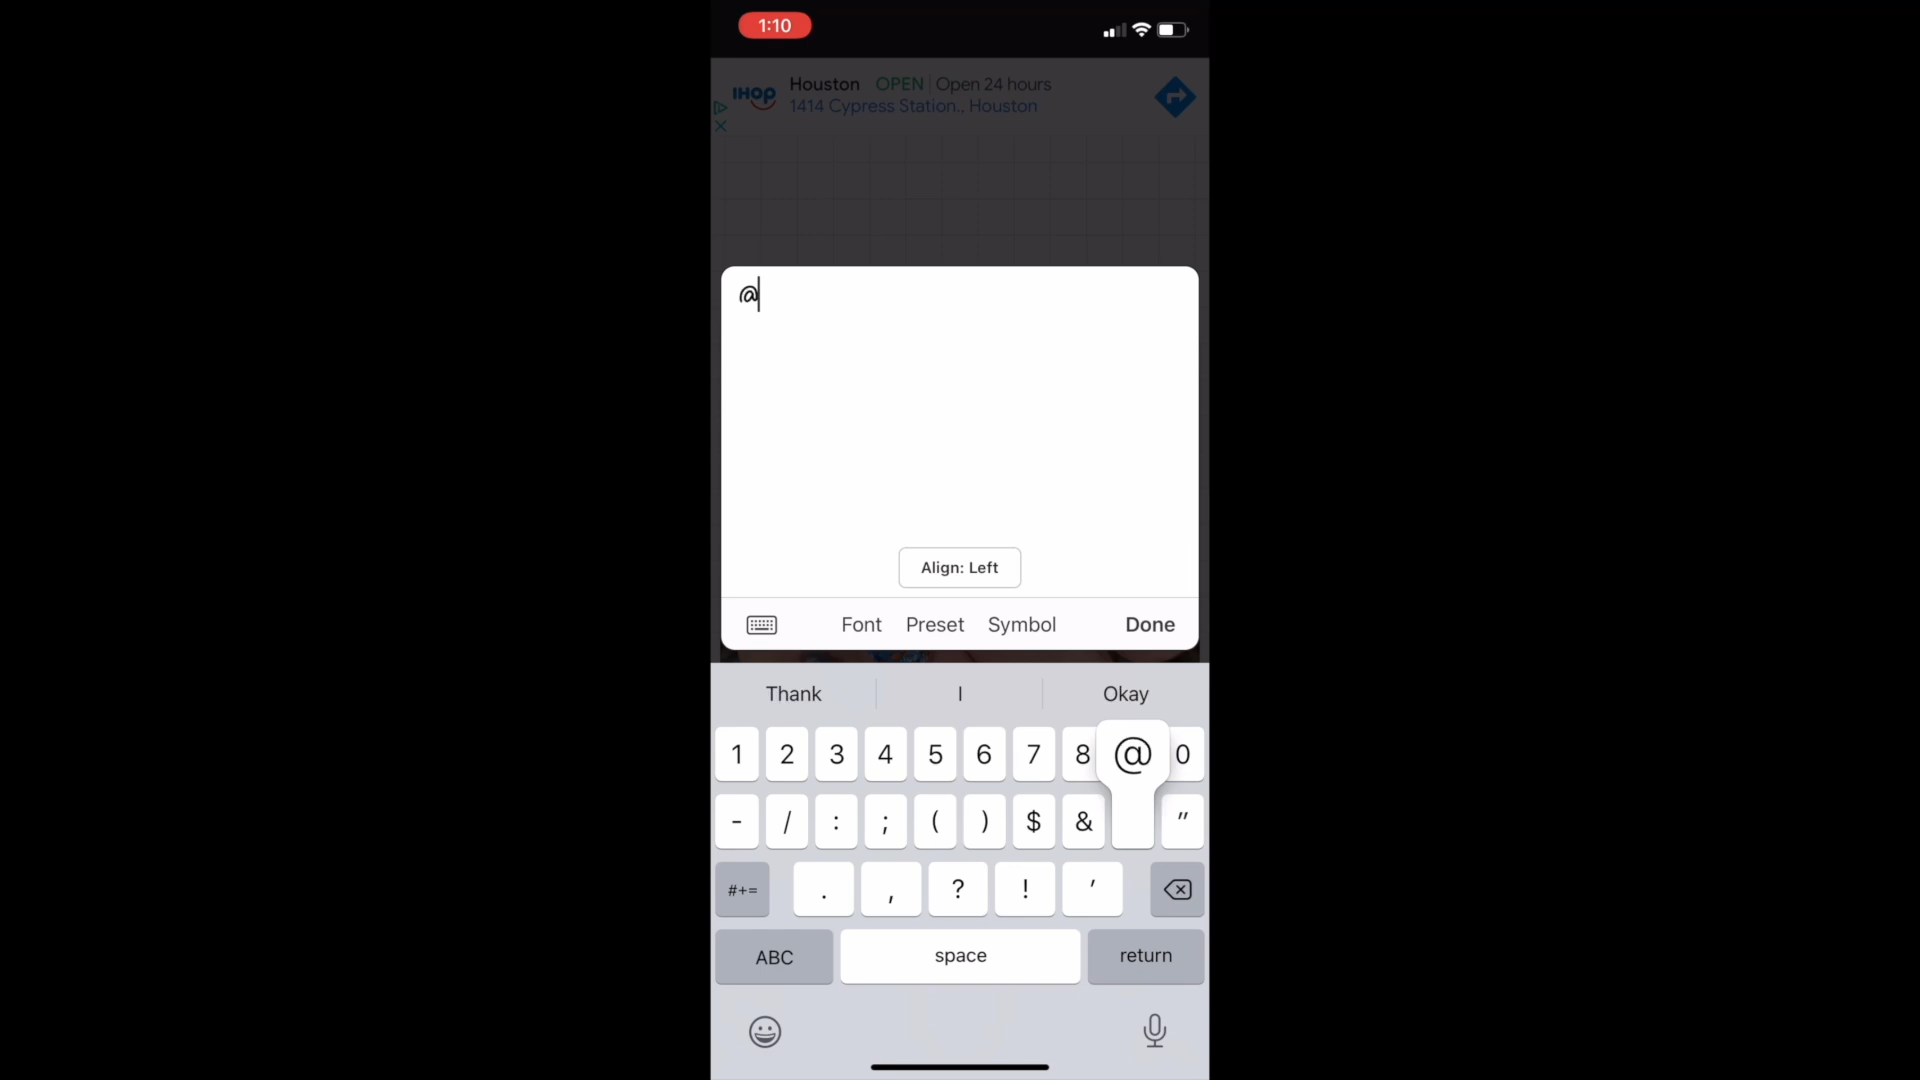 1:10
IHOP
Houston OPEN Open 24 hours
1414 Cypress Station., Houston
@
Align: Left
Font Preset Symbol Done
Thank I Okay
1 2 3 4 5 6 7 8 @ 0
- / : ; ( ) $ & "
#+= . , ? ! '
ABC space return